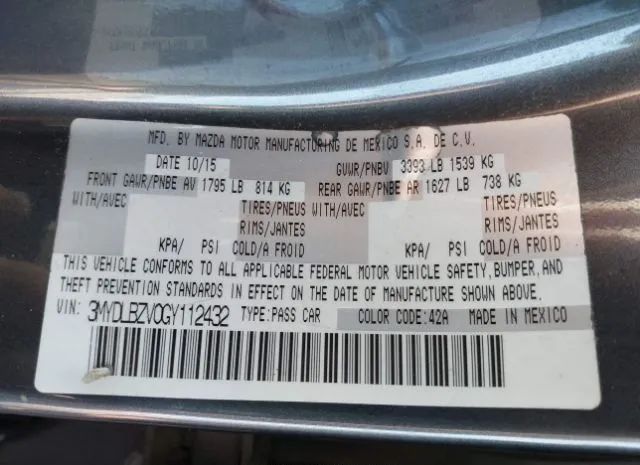 MFD. BY MAZDA MOTOR MANUFACTURING DE MEXICO S.A. DE C.V.
DATE 10/15 GVWR/PNBV 3393 LB 1539 KG
FRONT GAWR/PNBE AV 1795 LB 814 KG REAR GAWR/PNBE AR 1627 LB 738 KG
WITH/AVEC TIRES/PNEUS WITH/AVEC TIRES/PNEUS
RIMS/JANTES RIMS/JANTES
KPA/ PSI COLD/A FROID KPA/ PSI COLD/A FROID
THIS VEHICLE CONFORMS TO ALL APPLICABLE FEDERAL MOTOR VEHICLE SAFETY, BUMPER, AND
THEFT PREVENTION STANDARDS IN EFFECT ON THE DATE OF MANUFACTURE SHOWN ABOVE.
VIN: 3MYDLBZV0GY112432 TYPE:PASS CAR COLOR CODE:42A MADE IN MEXICO